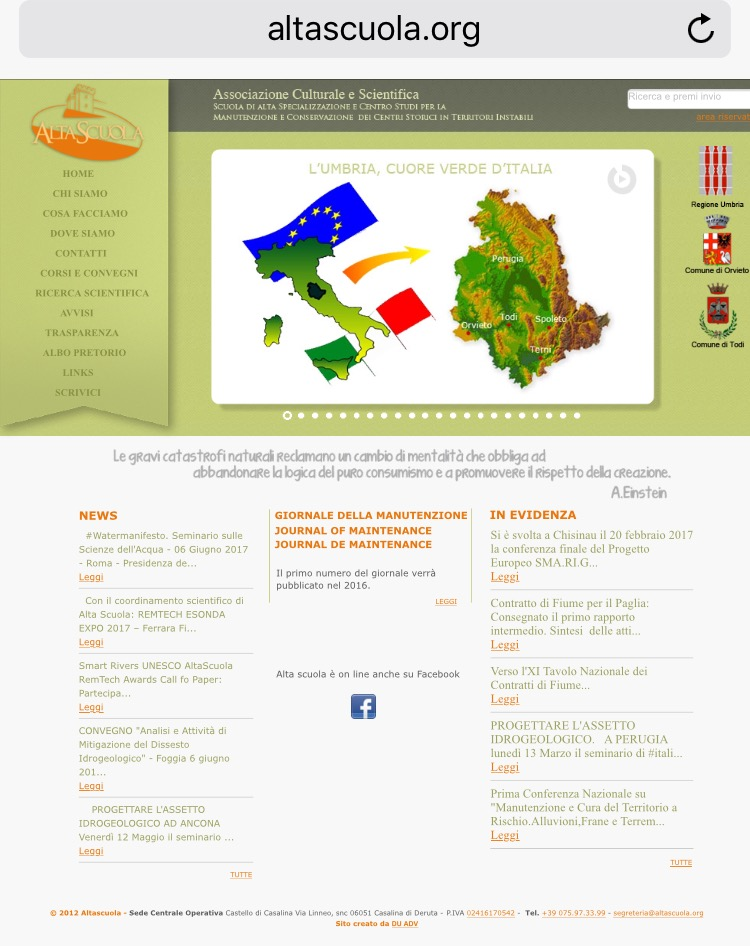 altascuola.org
AltaScuola
Associazione Culturale e Scientifica
Scuola di alta Specializzazione e Centro Studi per la
Manutenzione e Conservazione dei Centri Storici in Territori Instabili
Ricerca e premi invio
area riservat
HOME
CHI SIAMO
COSA FACCIAMO
DOVE SIAMO
CONTATTI
CORSI E CONVEGNI
RICERCA SCIENTIFICA
AVVISI
TRASPARENZA
ALBO PRETORIO
LINKS
SCRIVICI
L'UMBRIA, CUORE VERDE D'ITALIA
Perugia
Todi
Spoleto
Orvieto
Terni
Regione Umbria
Comune di Orvieto
Comune di Todi
Le gravi catastrofi naturali reclamano un cambio di mentalità che obbliga ad
abbandonare la logica del puro consumismo e a promuovere il rispetto della creazione.
A.Einstein
NEWS
#Watermanifesto. Seminario sulle
Scienze dell'Acqua - 06 Giugno 2017
- Roma - Presidenza de...
Leggi
Con il coordinamento scientifico di
Alta Scuola: REMTECH ESONDA
EXPO 2017 – Ferrara Fi...
Leggi
Smart Rivers UNESCO AltaScuola
RemTech Awards Call fo Paper:
Partecipa...
Leggi
CONVEGNO "Analisi e Attività di
Mitigazione del Dissesto
Idrogeologico" - Foggia 6 giugno
201...
Leggi
PROGETTARE L'ASSETTO
IDROGEOLOGICO AD ANCONA
Venerdì 12 Maggio il seminario ...
Leggi
TUTTE
GIORNALE DELLA MANUTENZIONE
JOURNAL OF MAINTENANCE
JOURNAL DE MAINTENANCE
Il primo numero del giornale verrà
pubblicato nel 2016.
LEGGI
Alta scuola è on line anche su Facebook
IN EVIDENZA
Si è svolta a Chisinau il 20 febbraio 2017
la conferenza finale del Progetto
Europeo SMA.RI.G...
Leggi
Contratto di Fiume per il Paglia:
Consegnato il primo rapporto
intermedio. Sintesi delle atti...
Leggi
Verso l'XI Tavolo Nazionale dei
Contratti di Fiume...
Leggi
PROGETTARE L'ASSETTO
IDROGEOLOGICO. A PERUGIA
lunedì 13 Marzo il seminario di #itali...
Leggi
Prima Conferenza Nazionale su
"Manutenzione e Cura del Territorio a
Rischio.Alluvioni,Frane e Terrem...
Leggi
TUTTE
© 2012 Altascuola - Sede Centrale Operativa Castello di Casalina Via Linneo, snc 06051 Casalina di Deruta - P.IVA 02416170542 - Tel. +39 075.97.33.99 - segreteria@altascuola.org
Sito creato da DU ADV